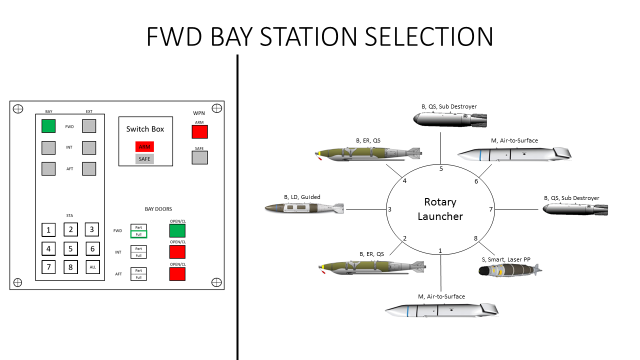 FWD BAY STATION SELECTION
BAY
EXT
FWD
INT
AFT
Switch Box
SAFE
WPN
ARM
SAFE
STA
1 2 3
4 5 6
7 8 ALL
BAY DOORS
FWD
Part
Full
OPEN/CL
INT
Part
Full
OPEN/CL
AFT
Part
Full
OPEN/CL
B, QS, Sub Destroyer
B, ER, QS
M, Air-to-Surface
B, LD, Guided
B, QS, Sub Destroyer
B, ER, QS
S, Smart, Laser PP
M, Air-to-Surface
Rotary
Launcher
5
4
6
3
7
2
8
1